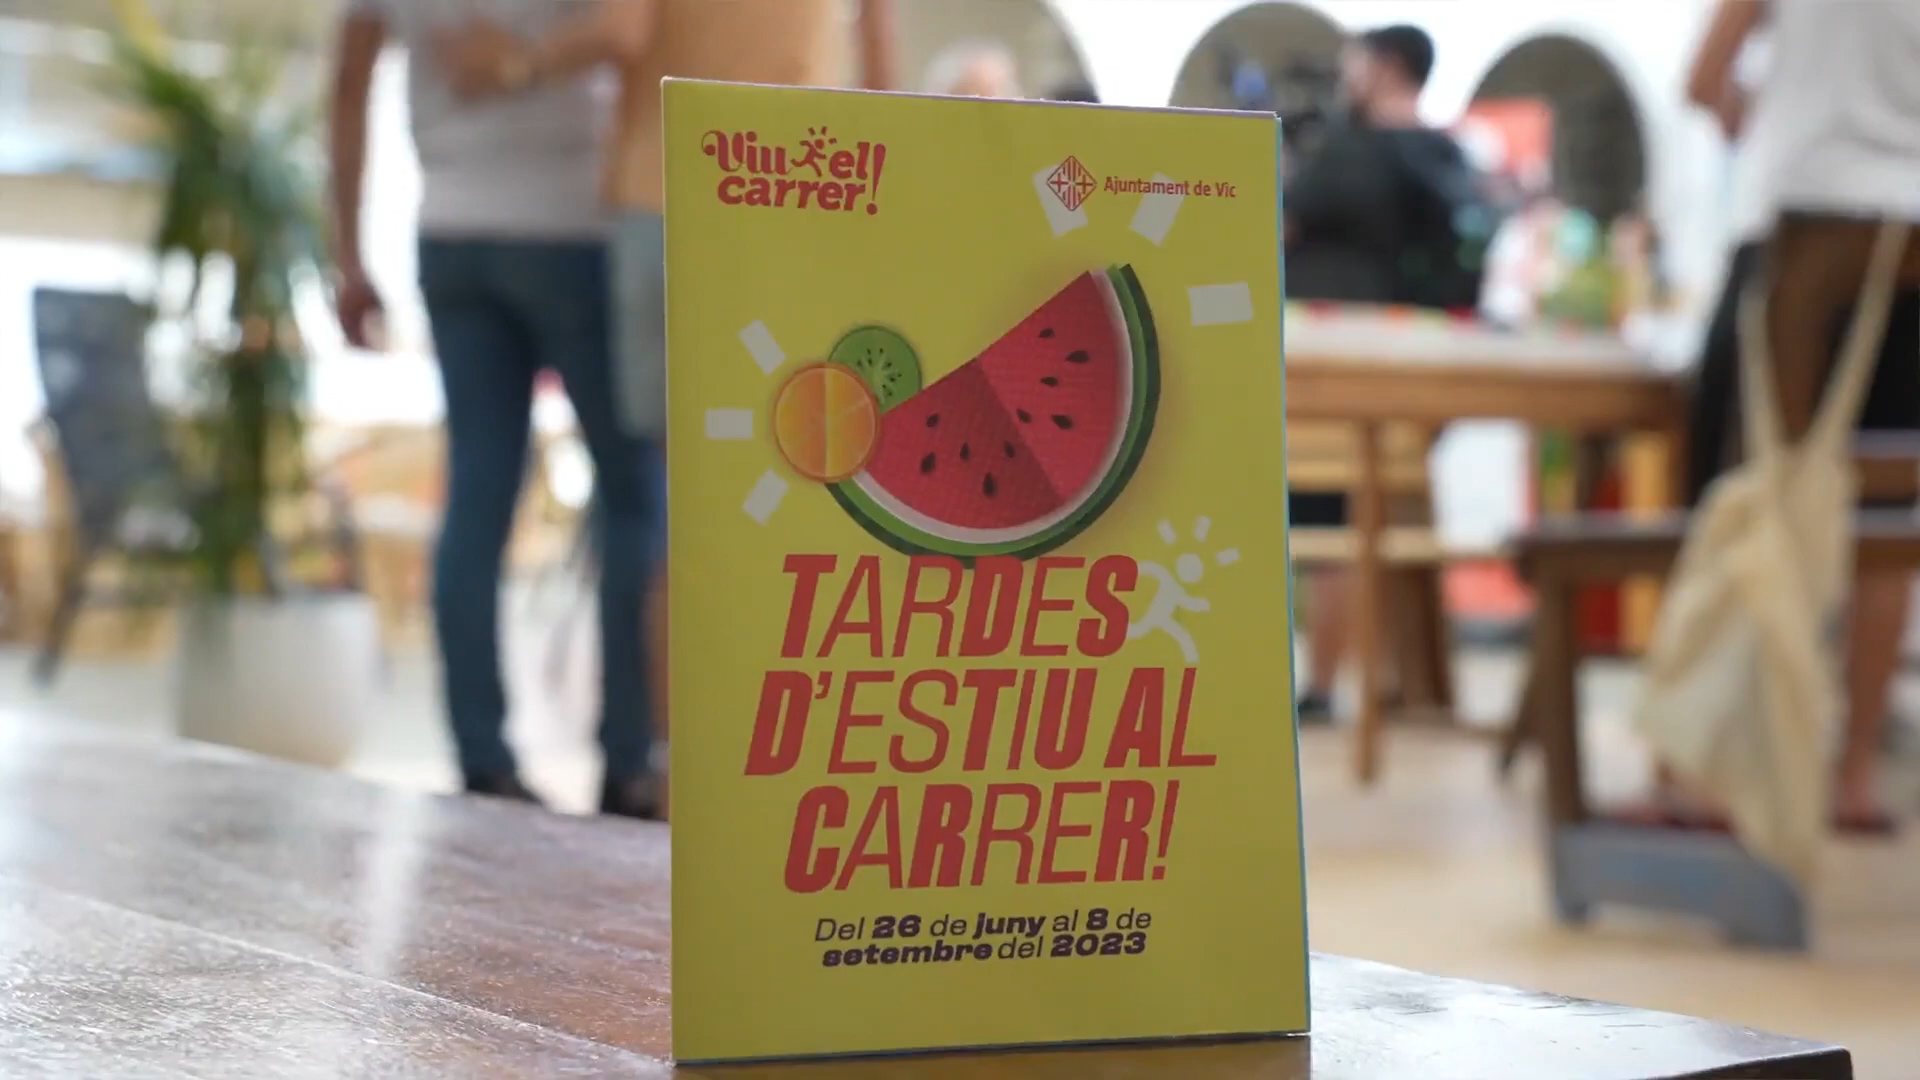 Viu el
carrer!
Ajuntament de Vic
TARDES
D'ESTIU AL
CARRER!
Del 26 de juny al 8 de
setembre del 2023